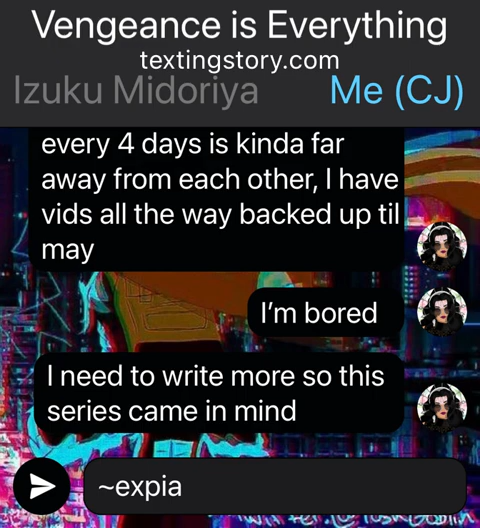 Vengeance is Everything
textingstory.com
Izuku Midoriya Me (CJ)
every 4 days is kinda far
away from each other, I have
vids all the way backed up til
may
I'm bored
I need to write more so this
series came in mind
~expia